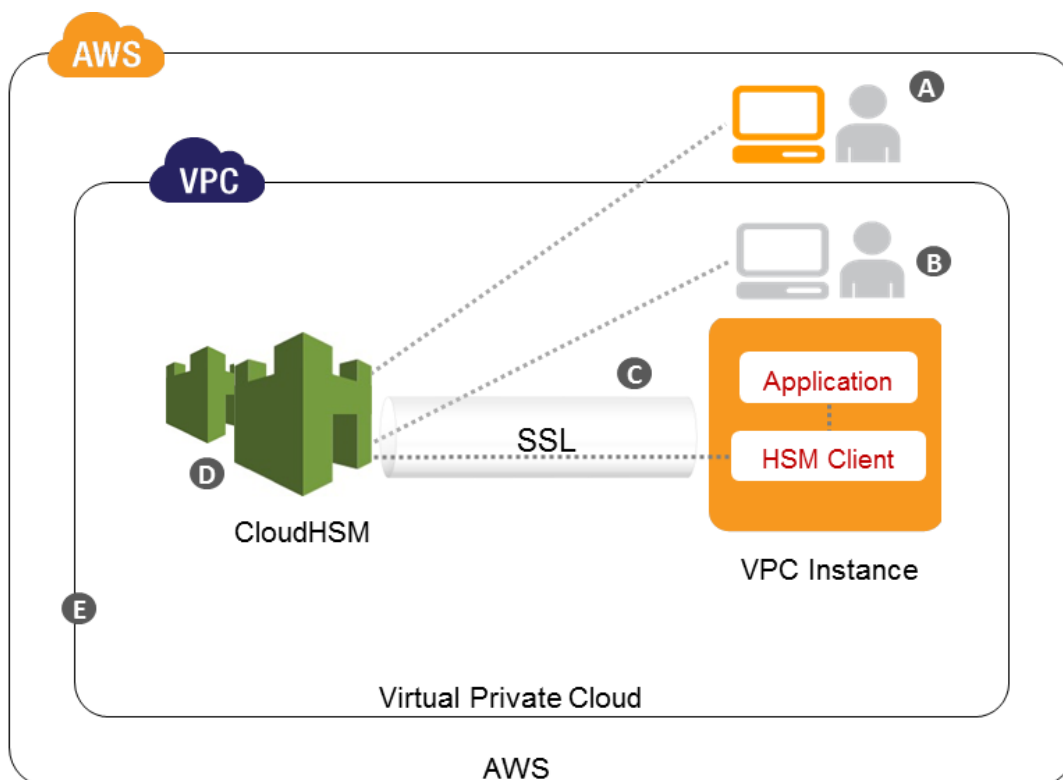 AWS
A
VPC
B
C
Application
SSL
HSM Client
D
CloudHSM
VPC Instance
E
Virtual Private Cloud
AWS